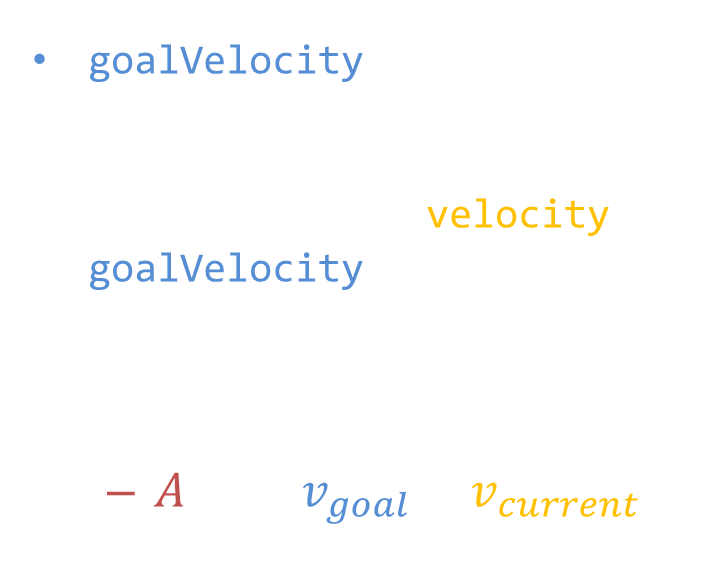 • goalVelocity
velocity
goalVelocity
− A v_goal v_current